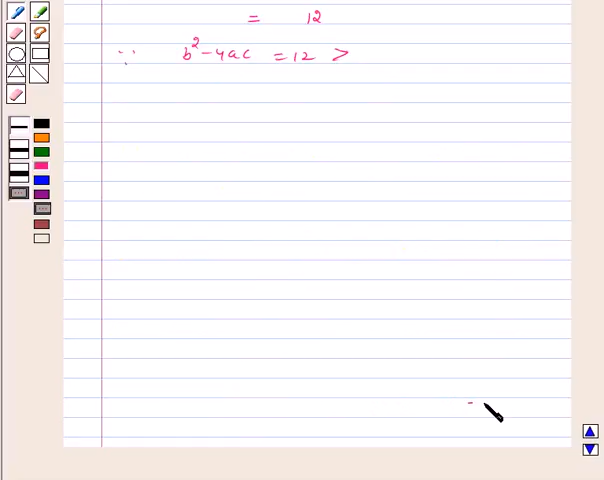 = 12
∵ b²-4ac = 12 >